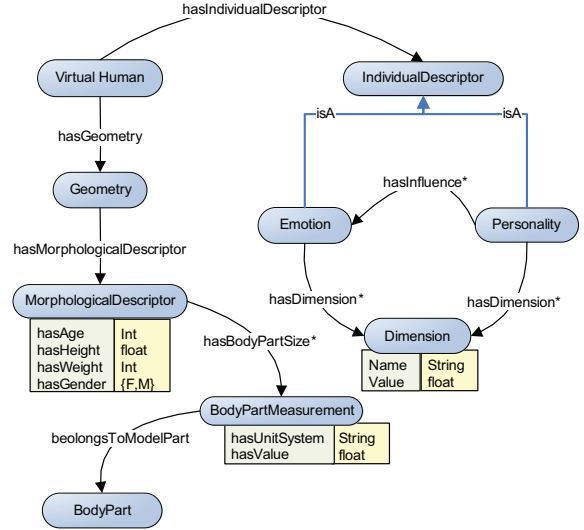 hasIndividualDescriptor
Virtual Human
IndividualDescriptor
isA
isA
hasGeometry
hasInfluence*
Geometry
Emotion
Personality
hasMorphologicalDescriptor
hasDimension*
hasDimension*
MorphologicalDescriptor
hasAge Int
hasHeight float
hasWeight Int
hasGender {F,M}
hasBodyPartSize*
Dimension
Name String
Value float
BodyPartMeasurement
hasUnitSystem String
hasValue float
beolongsToModelPart
BodyPart